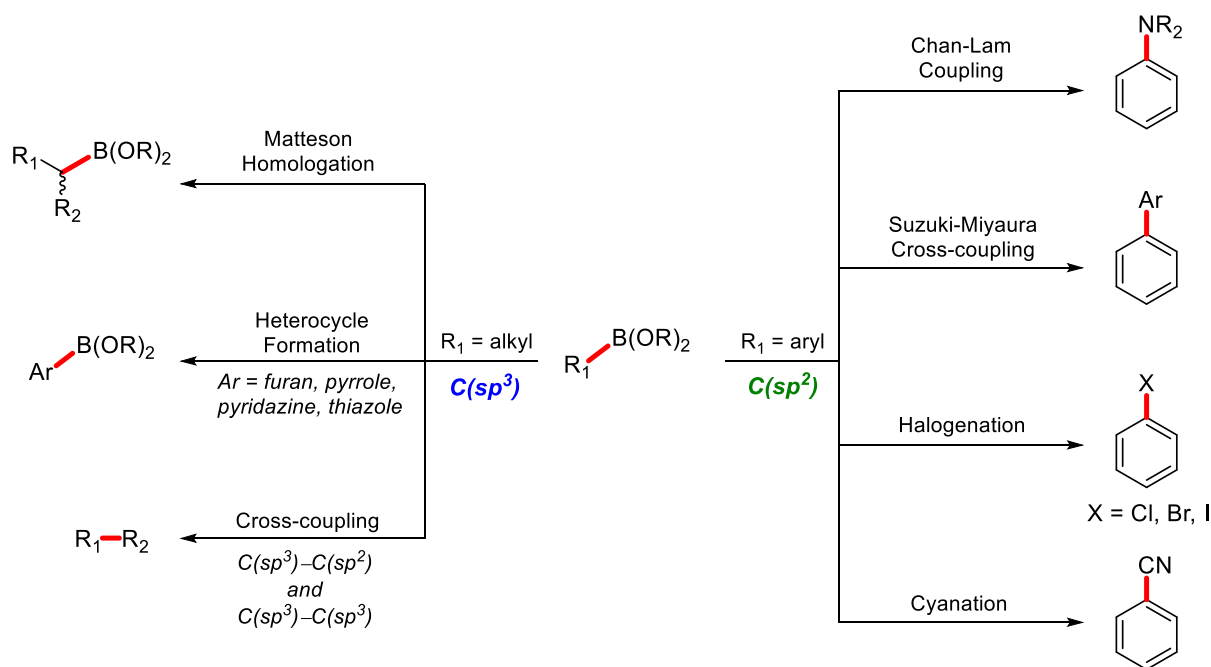 Matteson
Homologation
R₁
B(OR)₂
R₂
Heterocycle
Formation
Ar = furan, pyrrole,
pyridazine, thiazole
Ar
B(OR)₂
Cross-coupling
C(sp³)–C(sp²)
and
C(sp³)–C(sp³)
R₁
R₂
R₁ = alkyl
C(sp³)
R₁
B(OR)₂
R₁ = aryl
C(sp²)
Chan-Lam
Coupling
NR₂
Suzuki-Miyaura
Cross-coupling
Ar
Halogenation
X
X = Cl, Br, I
Cyanation
CN